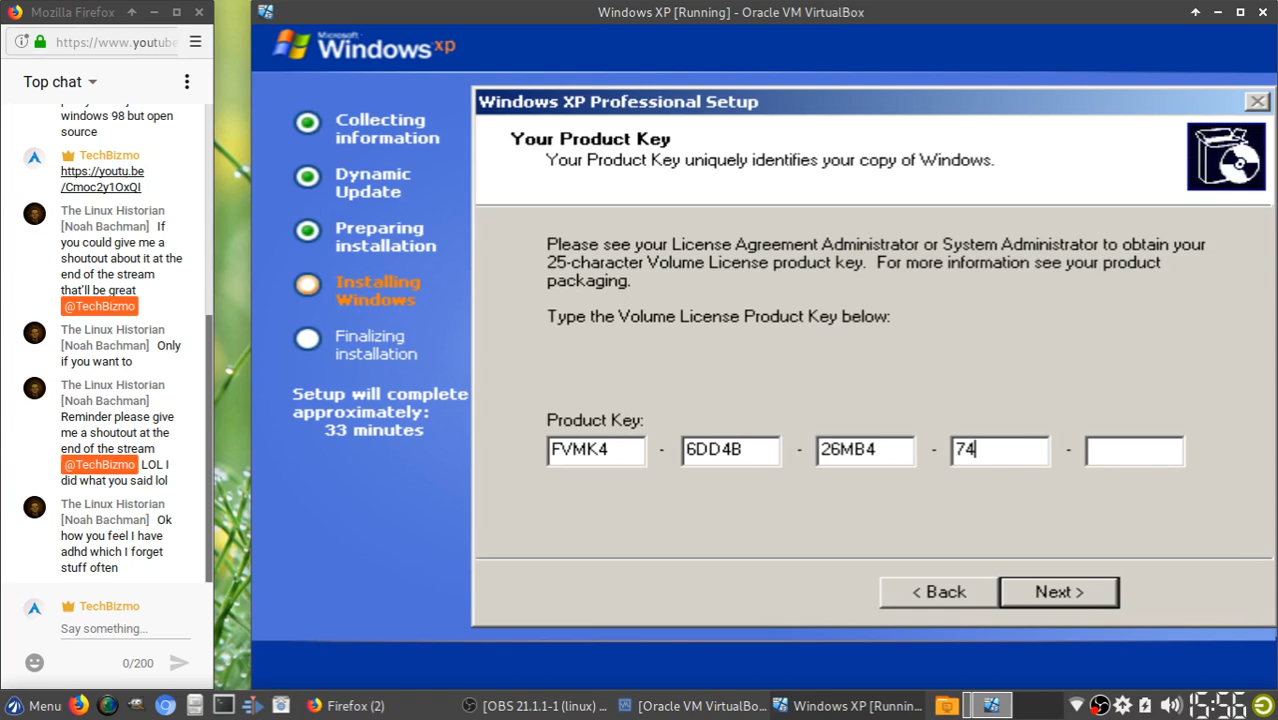 Mozilla Firefox
https://www.youtube
Top chat
windows 98 but open
source
TechBizmo
https://youtu.be
/Cmoc2y1OxQI
The Linux Historian
[Noah Bachman] If
you could give me a
shoutout about it at the
end of the stream
that'll be great
@TechBizmo
The Linux Historian
[Noah Bachman] Only
if you want to
The Linux Historian
[Noah Bachman]
Reminder please give
me a shoutout at the
end of the stream
@TechBizmo LOL I
did what you said lol
The Linux Historian
[Noah Bachman] Ok
how you feel I have
adhd which I forget
stuff often
TechBizmo
Say something...
0/200
Windows XP [Running] - Oracle VM VirtualBox
Microsoft
Windows xp
Collecting
information
Dynamic
Update
Preparing
installation
Installing
Windows
Finalizing
installation
Setup will complete
approximately:
33 minutes
Windows XP Professional Setup
Your Product Key
Your Product Key uniquely identifies your copy of Windows.
Please see your License Agreement Administrator or System Administrator to obtain your
25-character Volume License product key. For more information see your product
packaging.
Type the Volume License Product Key below:
Product Key:
FVMK4 - 6DD4B - 26MB4 - 74 -
< Back Next >
Menu
Firefox (2)
[OBS 21.1.1-1 (linux) ...
[Oracle VM VirtualBo...
Windows XP [Runnin...
15:56